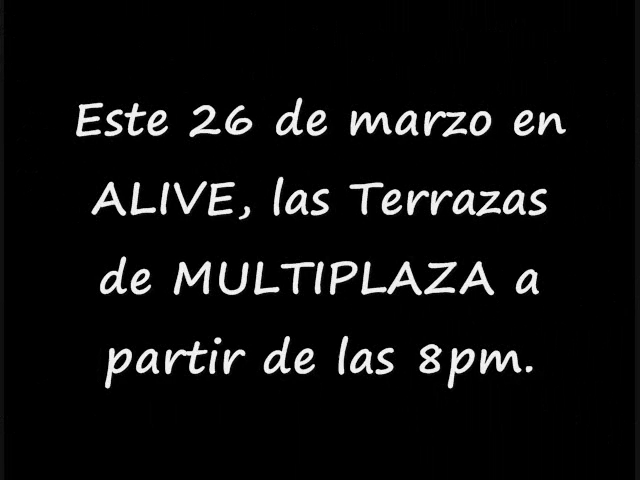 Este 26 de marzo en
ALIVE, las Terrazas
de MULTIPLAZA a
partir de las 8pm.